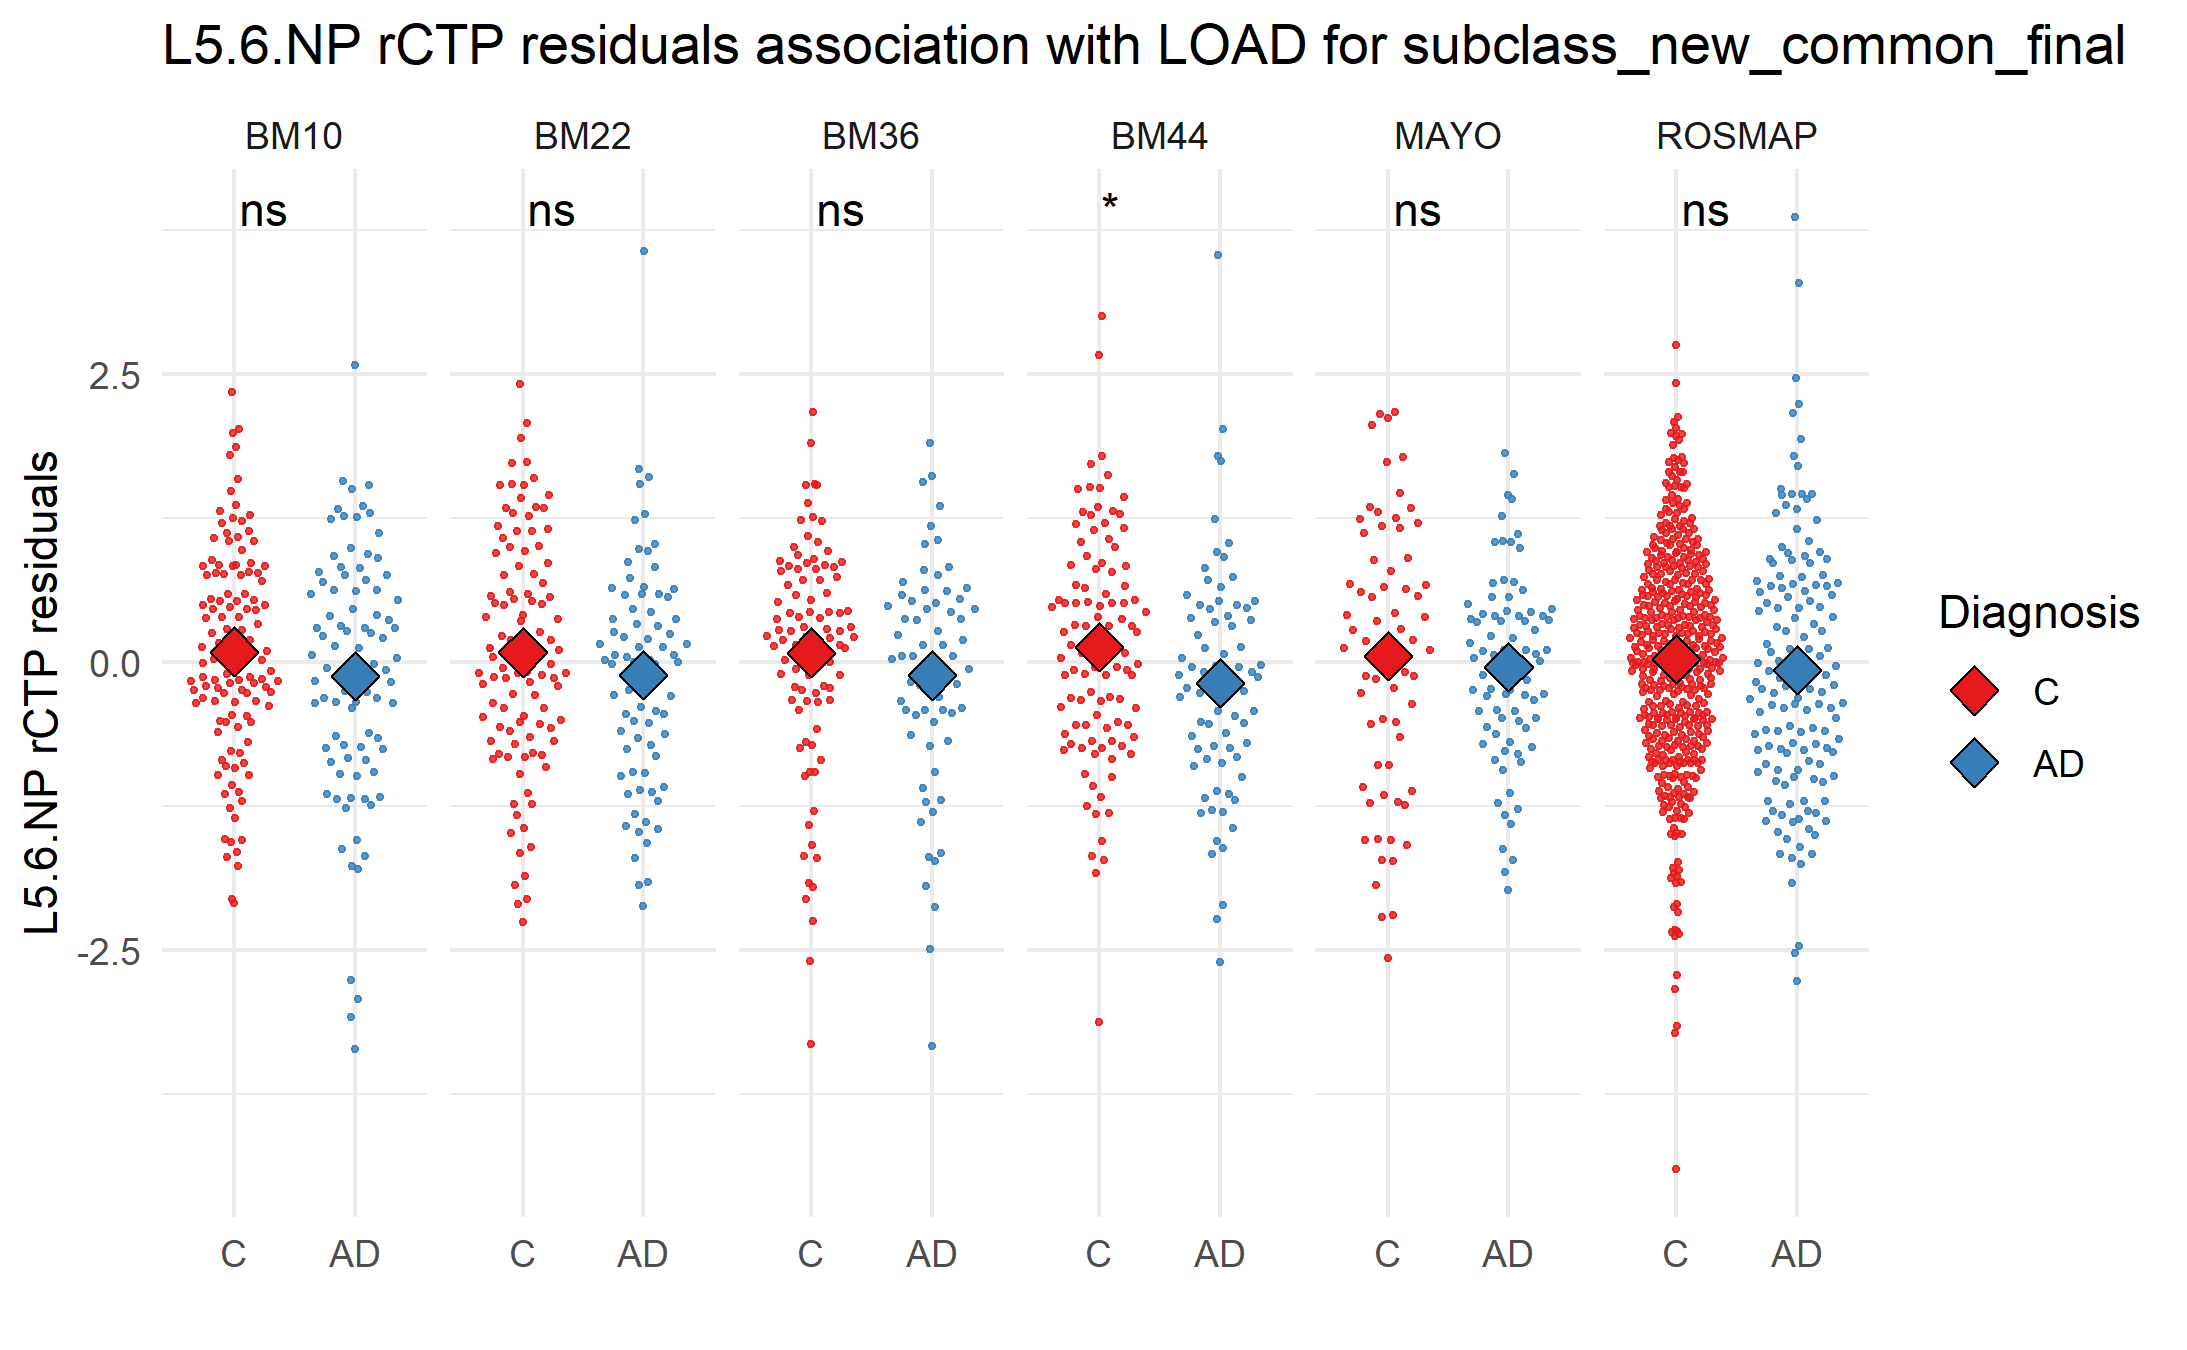 L5.6.NP rCTP residuals association with LOAD for subclass_new_common_final
BM10 BM22 BM36 BM44 MAYO ROSMAP
ns ns ns * ns ns
2.5
0.0
-2.5
L5.6.NP rCTP residuals
C AD C AD C AD C AD C AD C AD
Diagnosis
C
AD